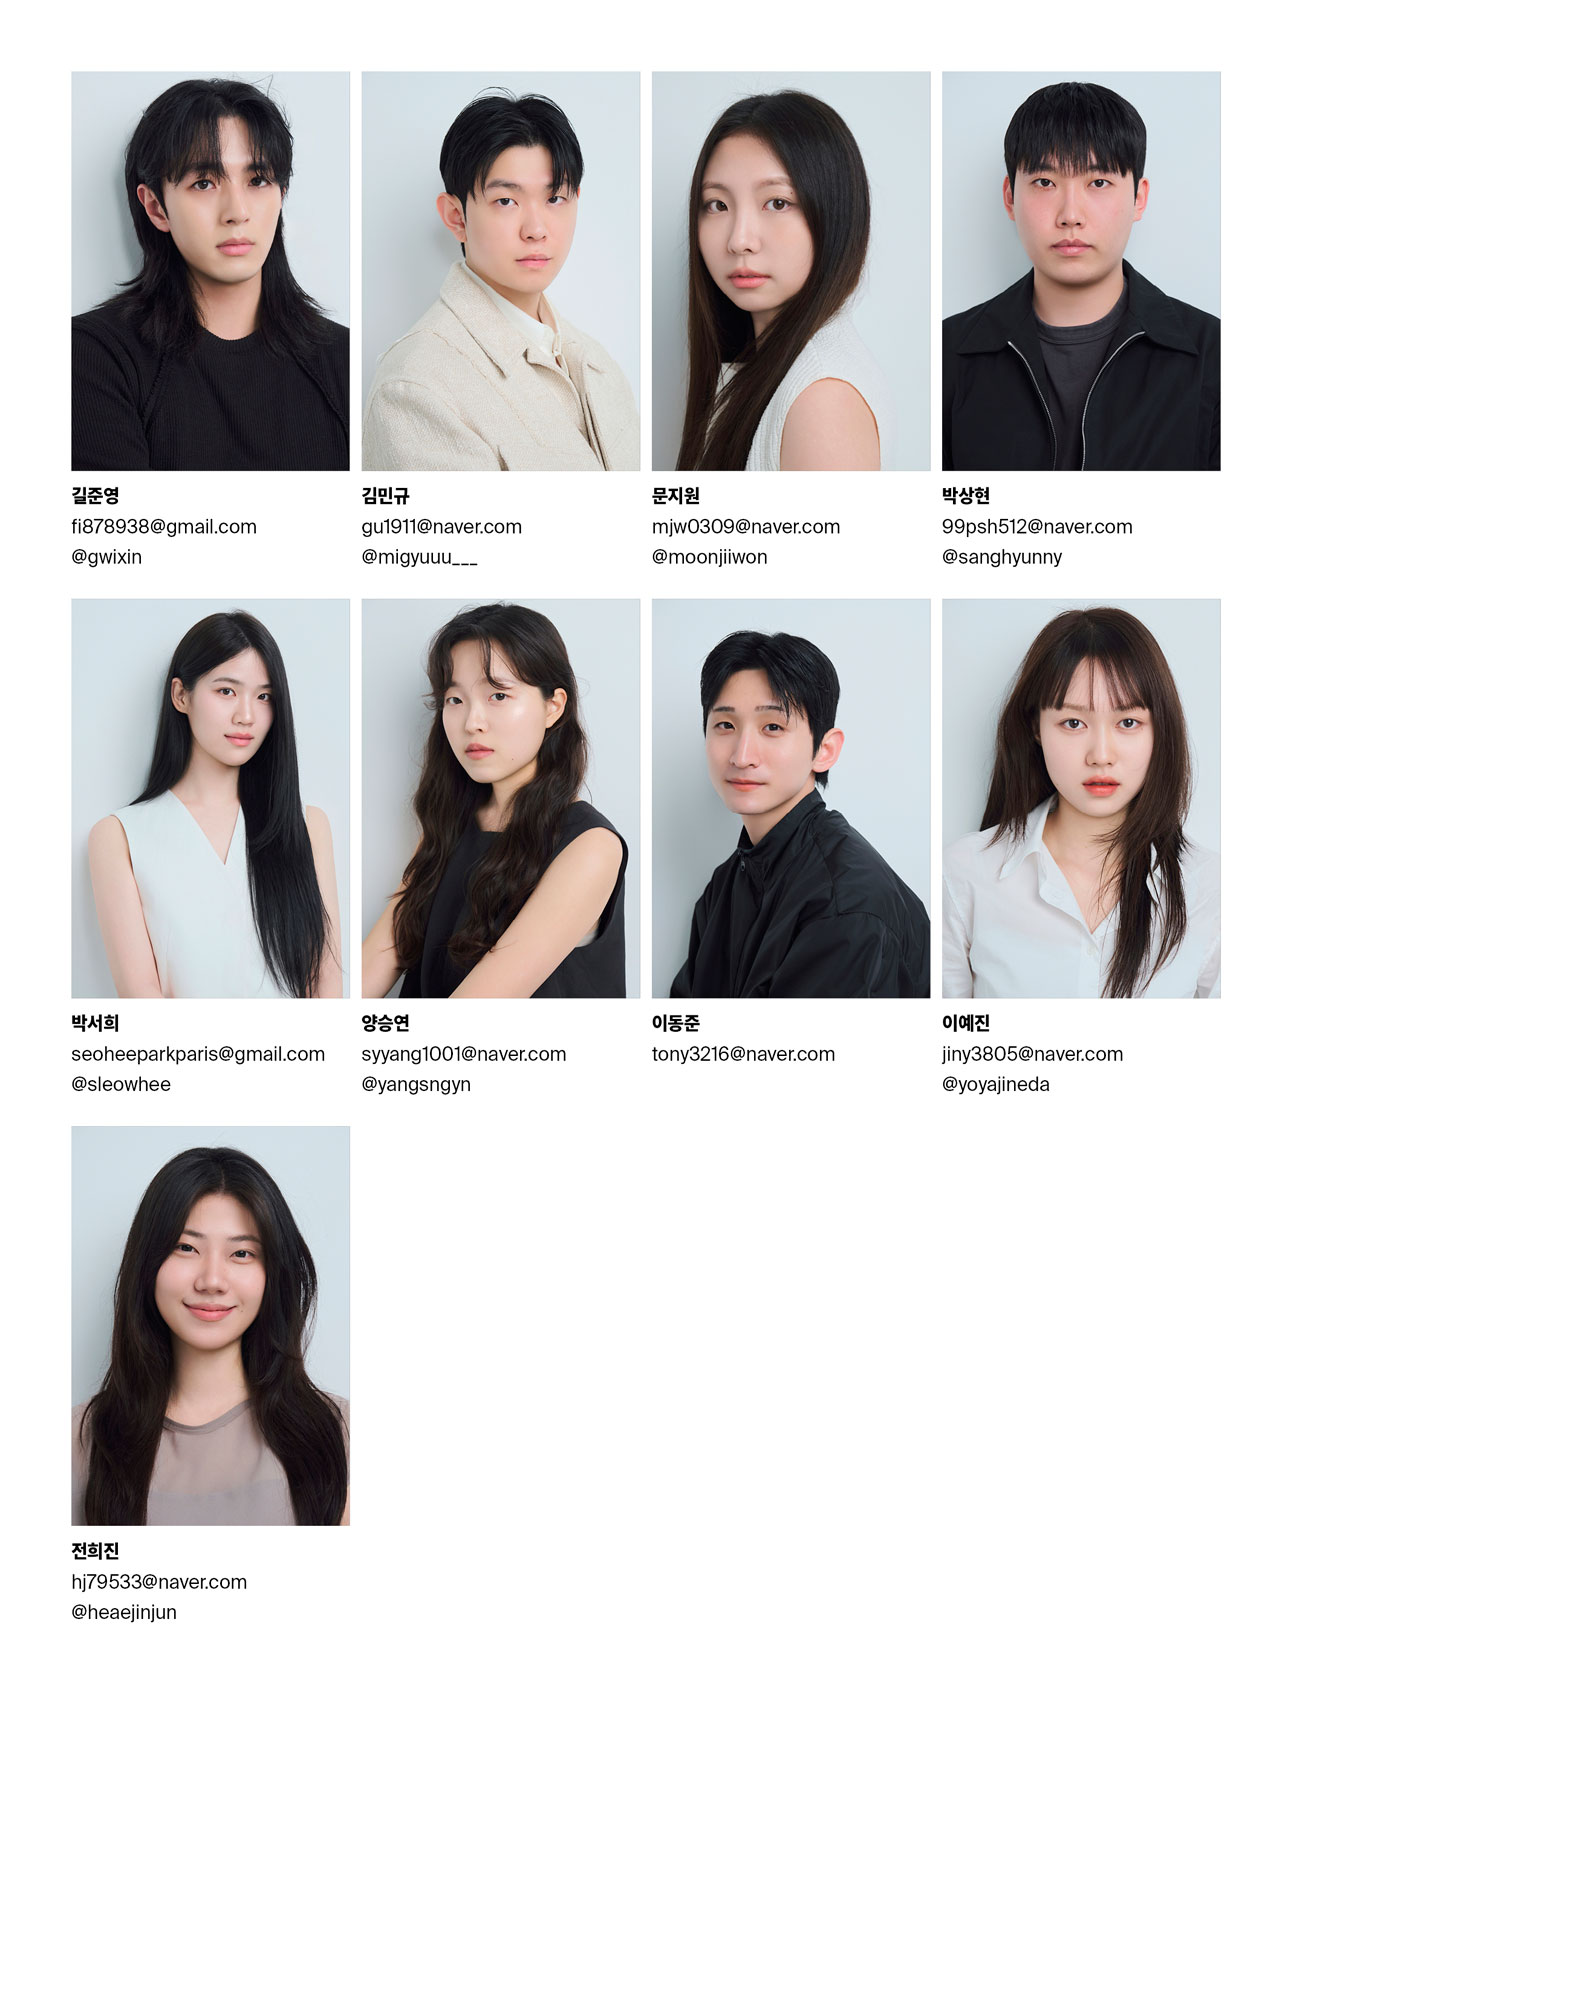 길준영
fi878938@gmail.com
@gwixin
김민규
gu1911@naver.com
@migyuuu___
문지원
mjw0309@naver.com
@moonjiiwon
박상현
99psh512@naver.com
@sanghyunny
박서희
seoheeparkparis@gmail.com
@sleowhee
양승연
syyang1001@naver.com
@yangsngyn
이동준
tony3216@naver.com
이예진
jiny3805@naver.com
@yoyajineda
전희진
hj79533@naver.com
@heaejinjun